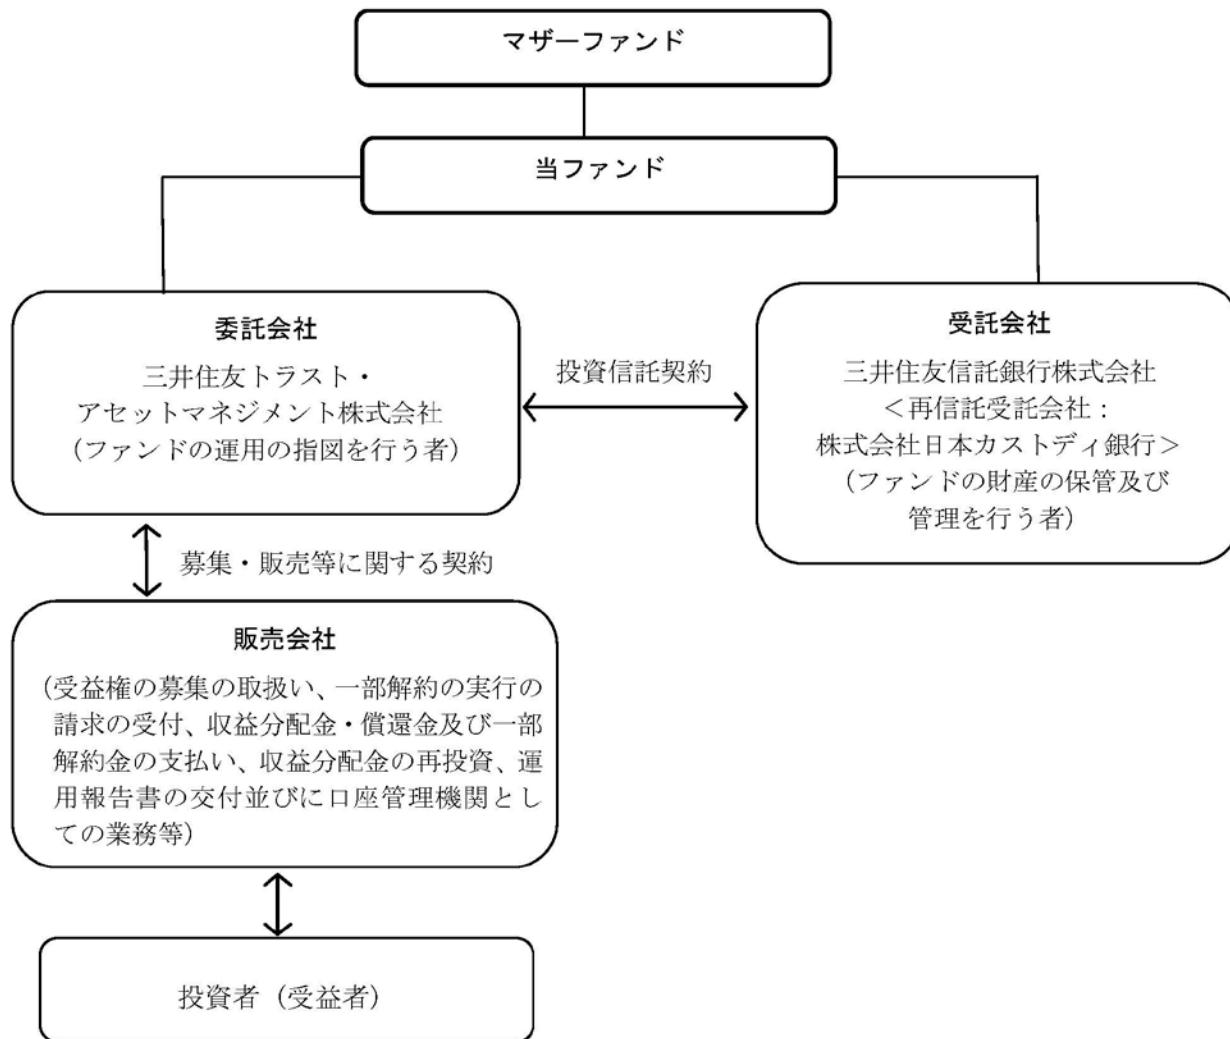 マザーファンド
当ファンド
委託会社
三井住友トラスト・
アセットマネジメント株式会社
(ファンドの運用の指図を行う者)
投資信託契約
受託会社
三井住友信託銀行株式会社
＜再信託受託会社：
株式会社日本カストディ銀行＞
(ファンドの財産の保管及び
管理を行う者)
募集・販売等に関する契約
販売会社
(受益権の募集の取扱い、一部解約の実行の
請求の受付、収益分配金・償還金及び一部
解約金の支払い、収益分配金の再投資、運
用報告書の交付並びに口座管理機関とし
ての業務等)
投資者（受益者）